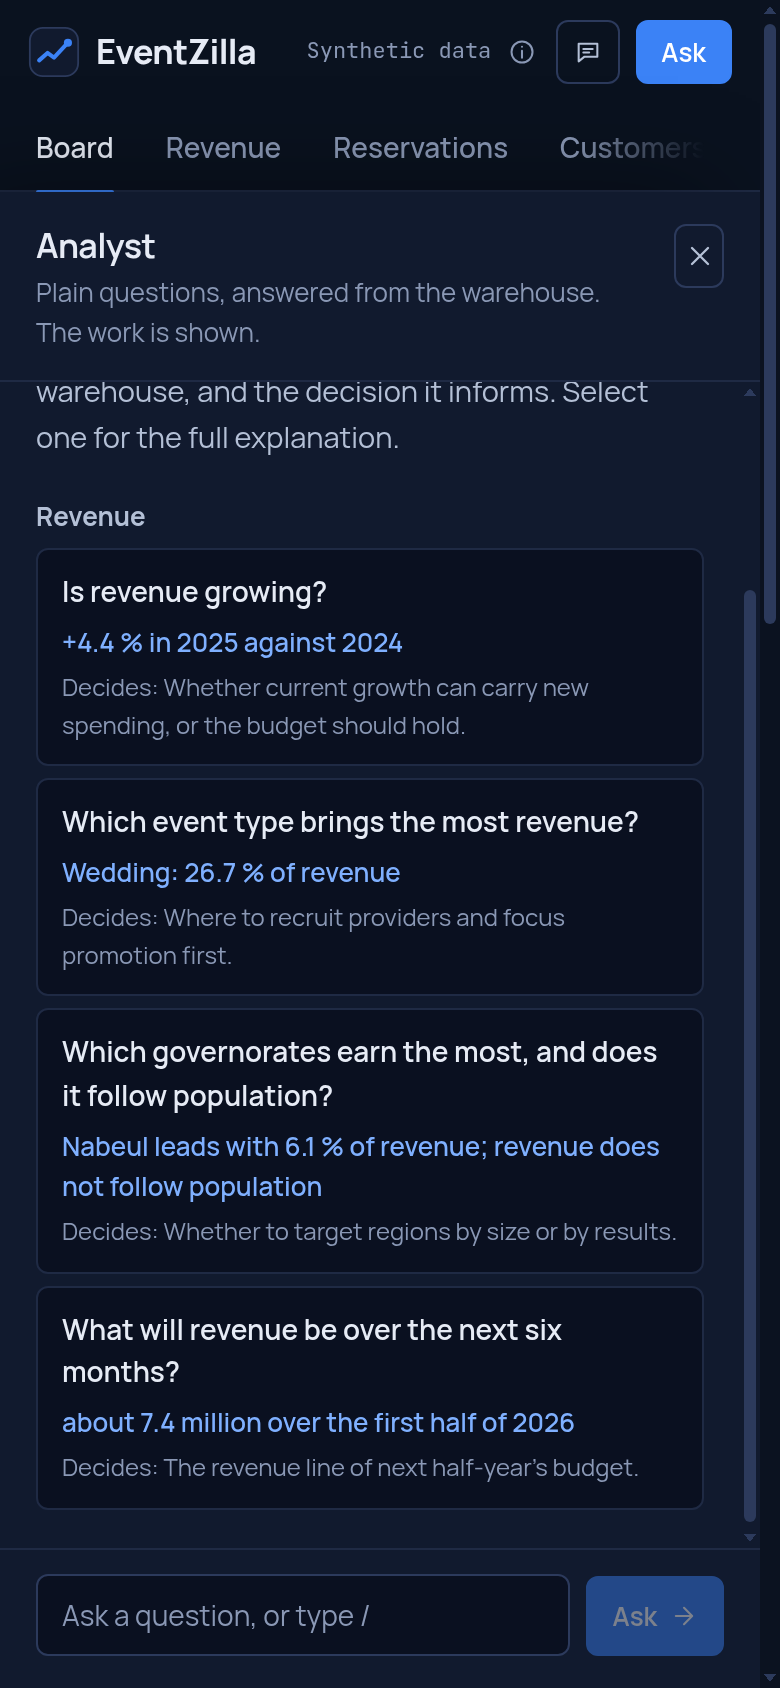 EventZilla
Synthetic data
Ask
Board
Revenue
Reservations
Customers
Analyst
Plain questions, answered from the warehouse.
The work is shown.
warehouse, and the decision it informs. Select
one for the full explanation.
Revenue
Is revenue growing?
+4.4 % in 2025 against 2024
Decides: Whether current growth can carry new
spending, or the budget should hold.
Which event type brings the most revenue?
Wedding: 26.7 % of revenue
Decides: Where to recruit providers and focus
promotion first.
Which governorates earn the most, and does
it follow population?
Nabeul leads with 6.1 % of revenue; revenue does
not follow population
Decides: Whether to target regions by size or by results.
What will revenue be over the next six
months?
about 7.4 million over the first half of 2026
Decides: The revenue line of next half-year’s budget.
Ask a question, or type /
Ask →